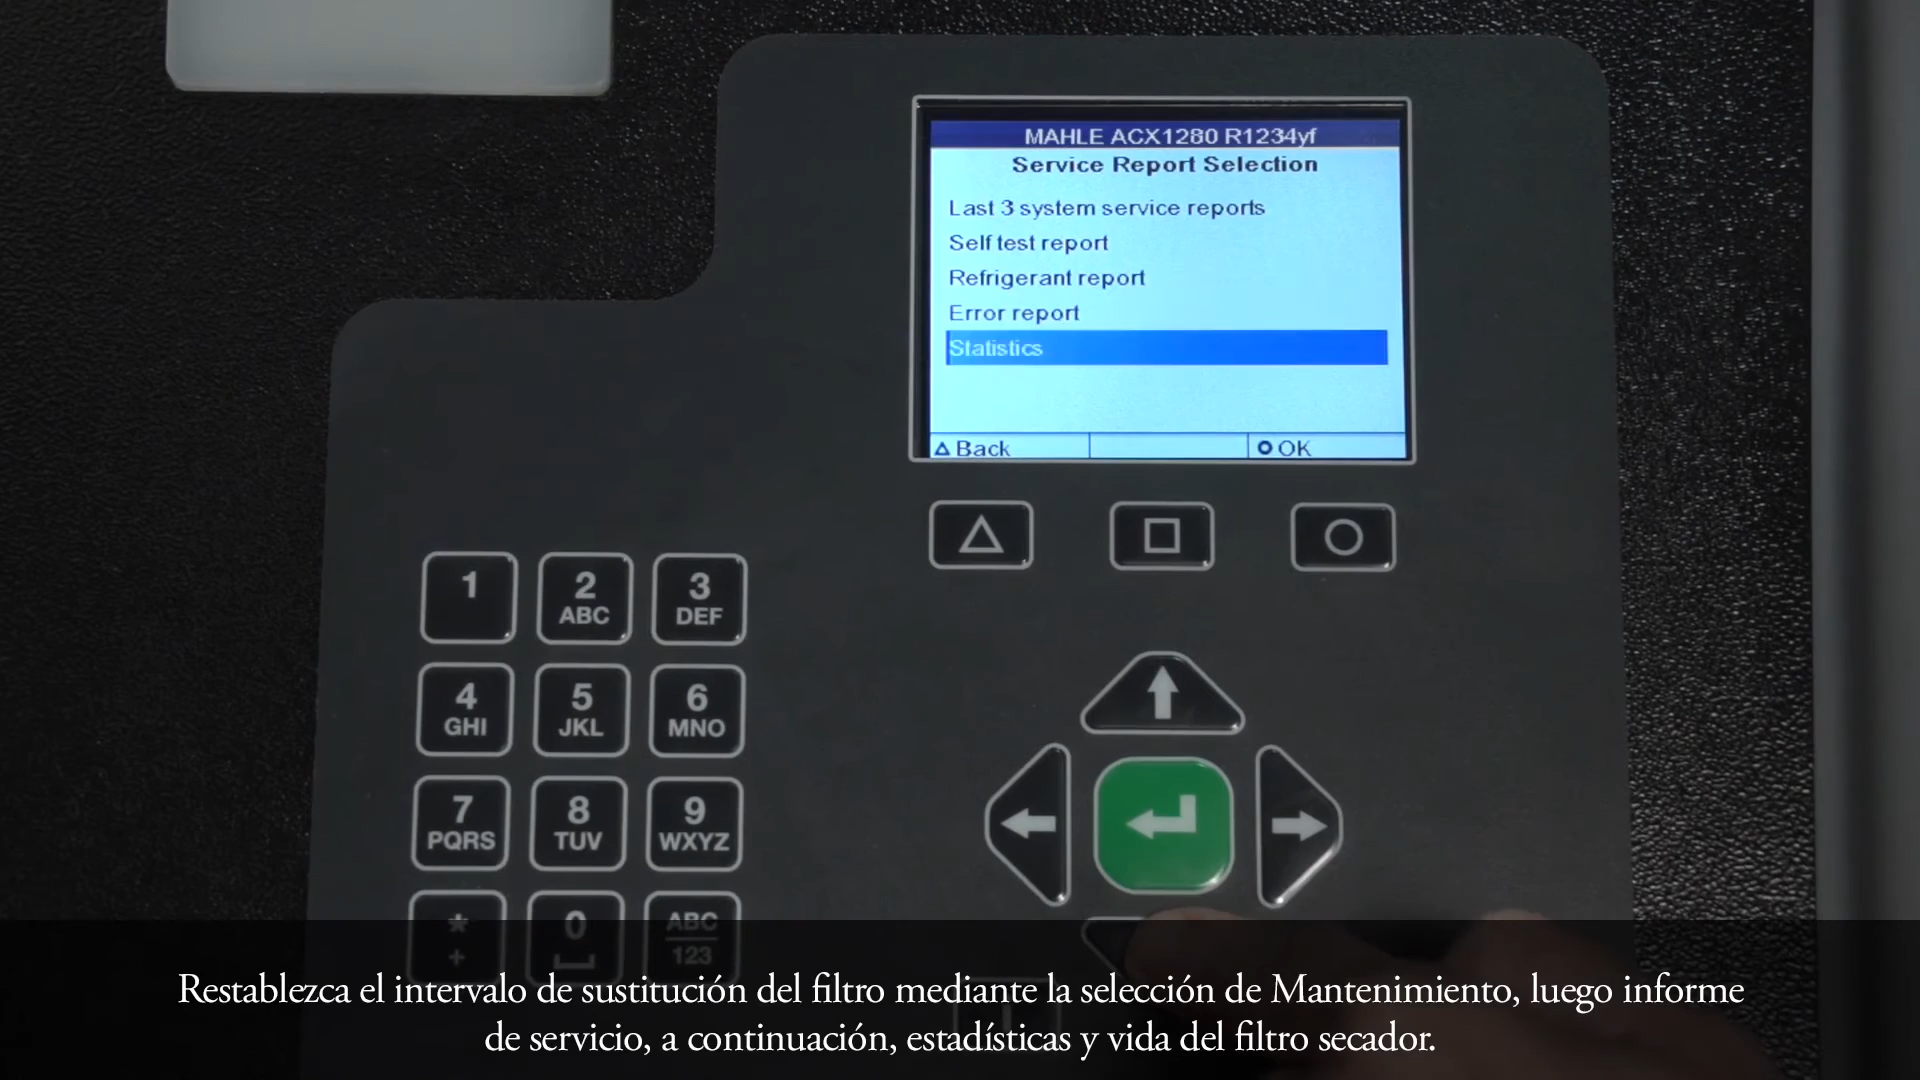 MAHLE ACX1280 R1234yf
Service Report Selection
Last 3 system service reports
Self test report
Refrigerant report
Error report
Statistics
△ Back
O OK
1
2
ABC
3
DEF
4
GHI
5
JKL
6
MNO
7
PQRS
8
TUV
9
WXYZ
*
+
0
ABC
123
Restablezca el intervalo de sustitución del filtro mediante la selección de Mantenimiento, luego informe
de servicio, a continuación, estadísticas y vida del filtro secador.